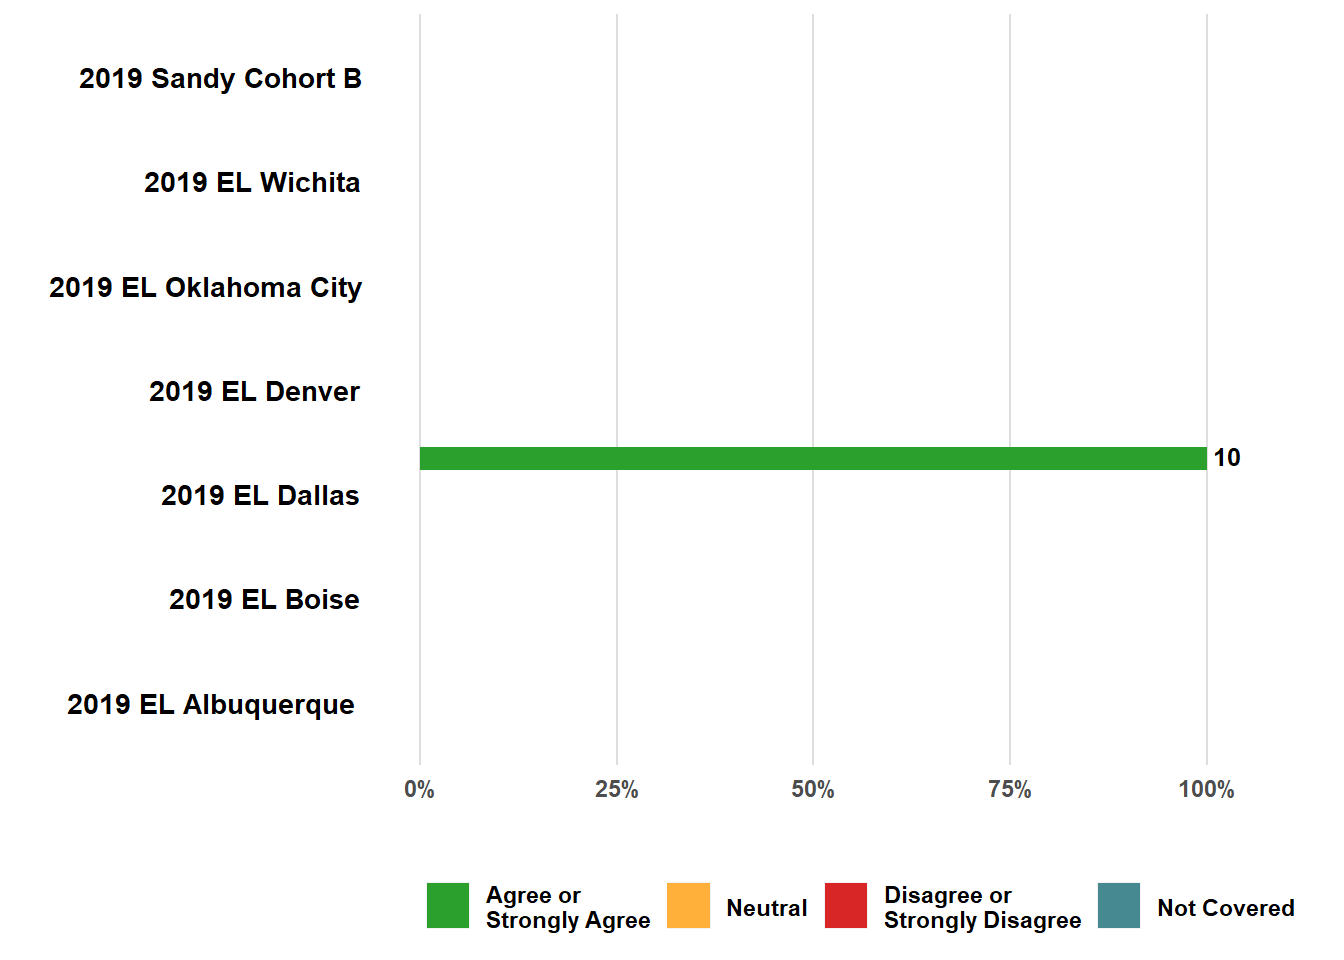 2019 Sandy Cohort B
2019 EL Wichita
2019 EL Oklahoma City
2019 EL Denver
10
2019 EL Dallas
2019 EL Boise
2019 EL Albuquerque
0% 25% 50% 75% 100%
Agree or
Strongly Agree
Neutral
Disagree or
Strongly Disagree
Not Covered